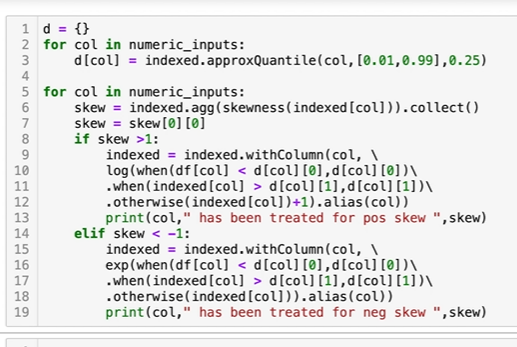 1 d = {}
2 for col in numeric_inputs:
3 d[col] = indexed.approxQuantile(col,[0.01,0.99],0.25)
4
5 for col in numeric_inputs:
6 skew = indexed.agg(skewness(indexed[col])).collect()
7 skew = skew[0][0]
8 if skew >1:
9 indexed = indexed.withColumn(col, \
10 log(when(df[col] < d[col][0],d[col][0])\
11 .when(indexed[col] > d[col][1],d[col][1])\
12 .otherwise(indexed[col])+1).alias(col))
13 print(col," has been treated for pos skew ",skew)
14 elif skew < -1:
15 indexed = indexed.withColumn(col, \
16 exp(when(df[col] < d[col][0],d[col][0])\
17 .when(indexed[col] > d[col][1],d[col][1])\
18 .otherwise(indexed[col])).alias(col))
19 print(col," has been treated for neg skew ",skew)